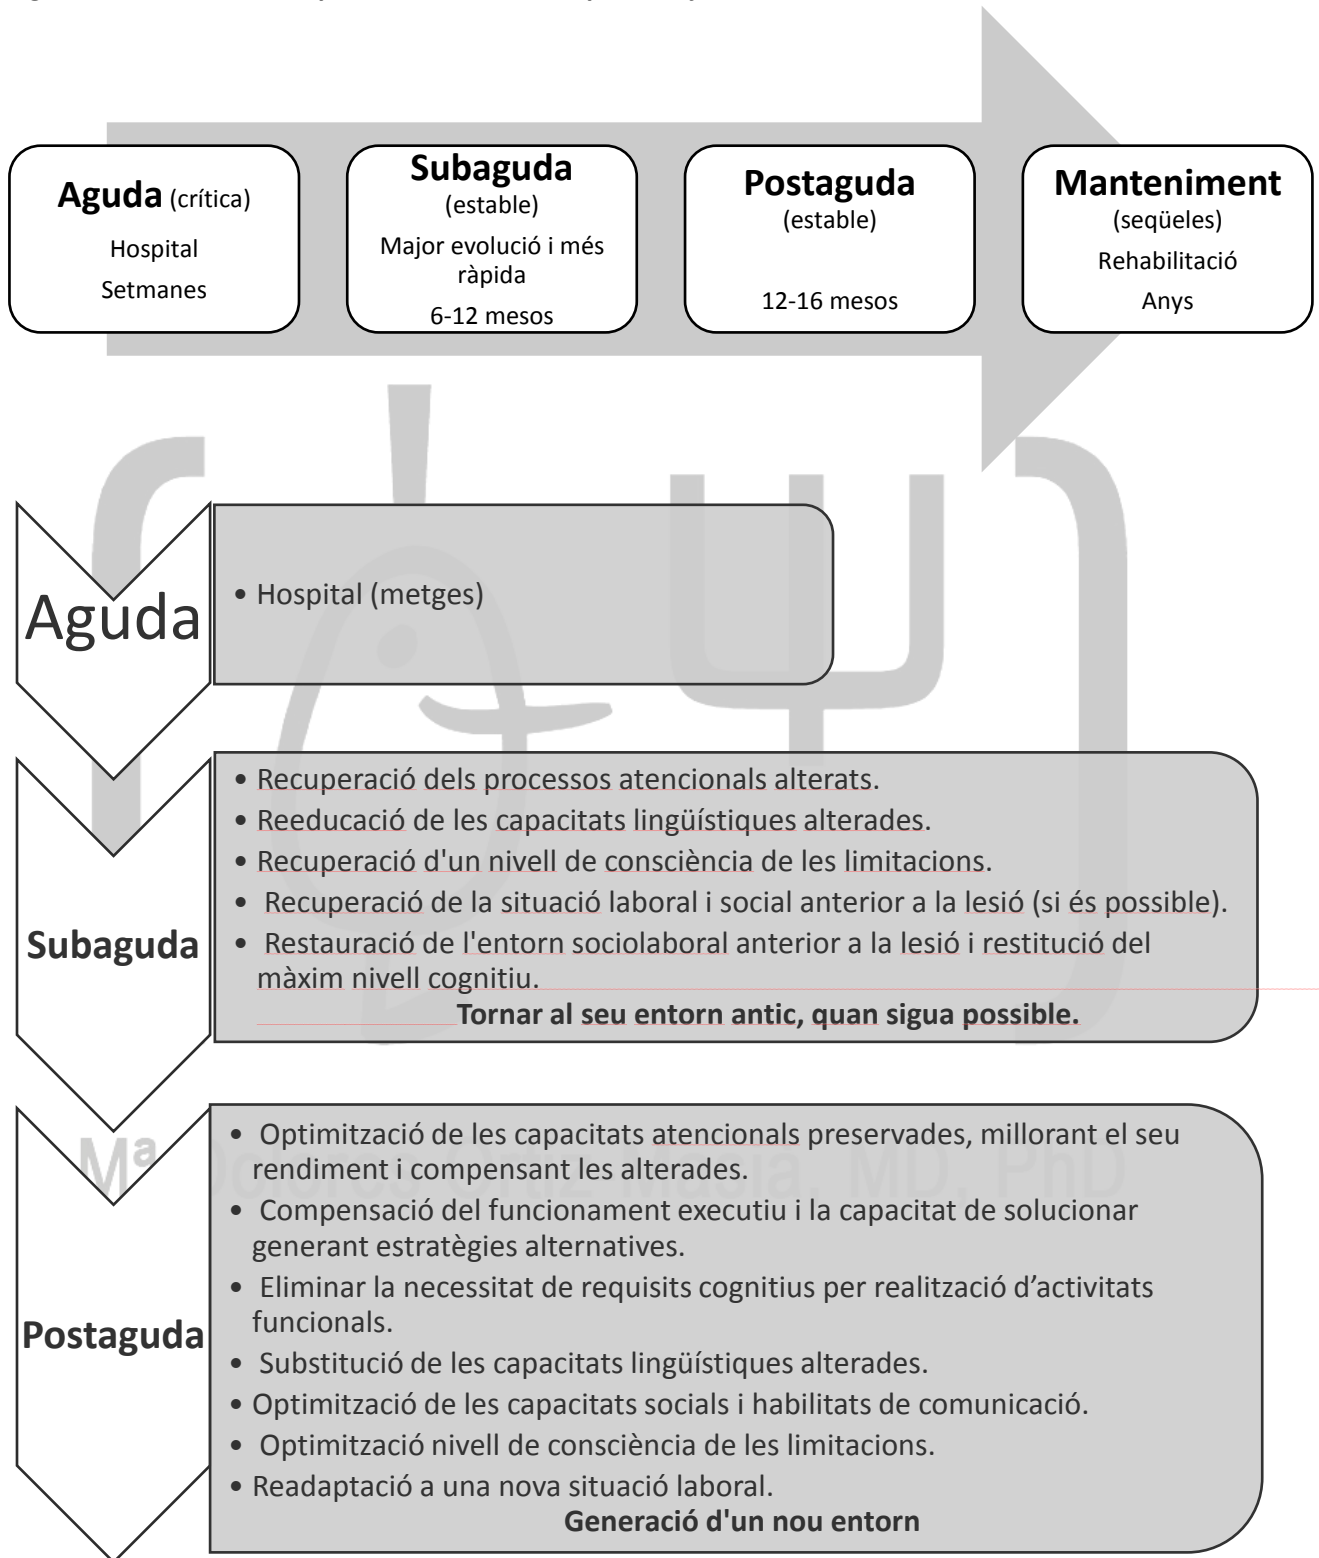 Aguda (crítica)
Hospital
Setmanes
Subaguda
(estable)
Major evolució i més
ràpida
6-12 mesos
Postaguda
(estable)
12-16 mesos
Manteniment
(seqüeles)
Rehabilitació
Anys
Aguda
• Hospital (metges)
Subaguda
• Recuperació dels processos atencionals alterats.
• Reeducació de les capacitats lingüístiques alterades.
• Recuperació d'un nivell de consciència de les limitacions.
• Recuperació de la situació laboral i social anterior a la lesió (si és possible).
• Restauració de l'entorn sociolaboral anterior a la lesió i restitució del
màxim nivell cognitiu.
Tornar al seu entorn antic, quan sigua possible.
Postaguda
• Optimització de les capacitats atencionals preservades, millorant el seu
rendiment i compensant les alterades.
• Compensació del funcionament executiu i la capacitat de solucionar
generant estratègies alternatives.
• Eliminar la necessitat de requisits cognitius per realització d’activitats
funcionals.
• Substitució de les capacitats lingüístiques alterades.
• Optimització de les capacitats socials i habilitats de comunicació.
• Optimització nivell de consciència de les limitacions.
• Readaptació a una nova situació laboral.
Generació d'un nou entorn
Mª Dolores Ortiz Masiá, MD, PhD